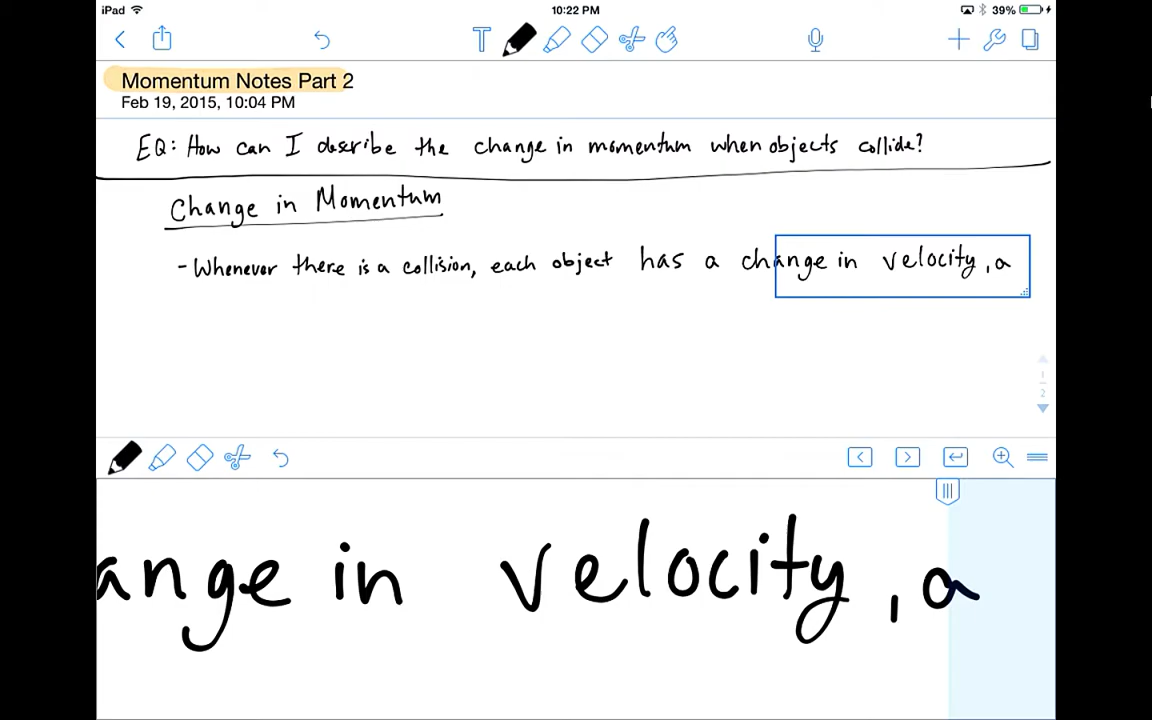 iPad 10:22 PM 39%
T
Momentum Notes Part 2
Feb 19, 2015, 10:04 PM
EQ: How can I describe the change in momentum when objects collide?
Change in Momentum
- Whenever there is a collision, each object has a change in velocity, a
1
2
ange in velocity, a